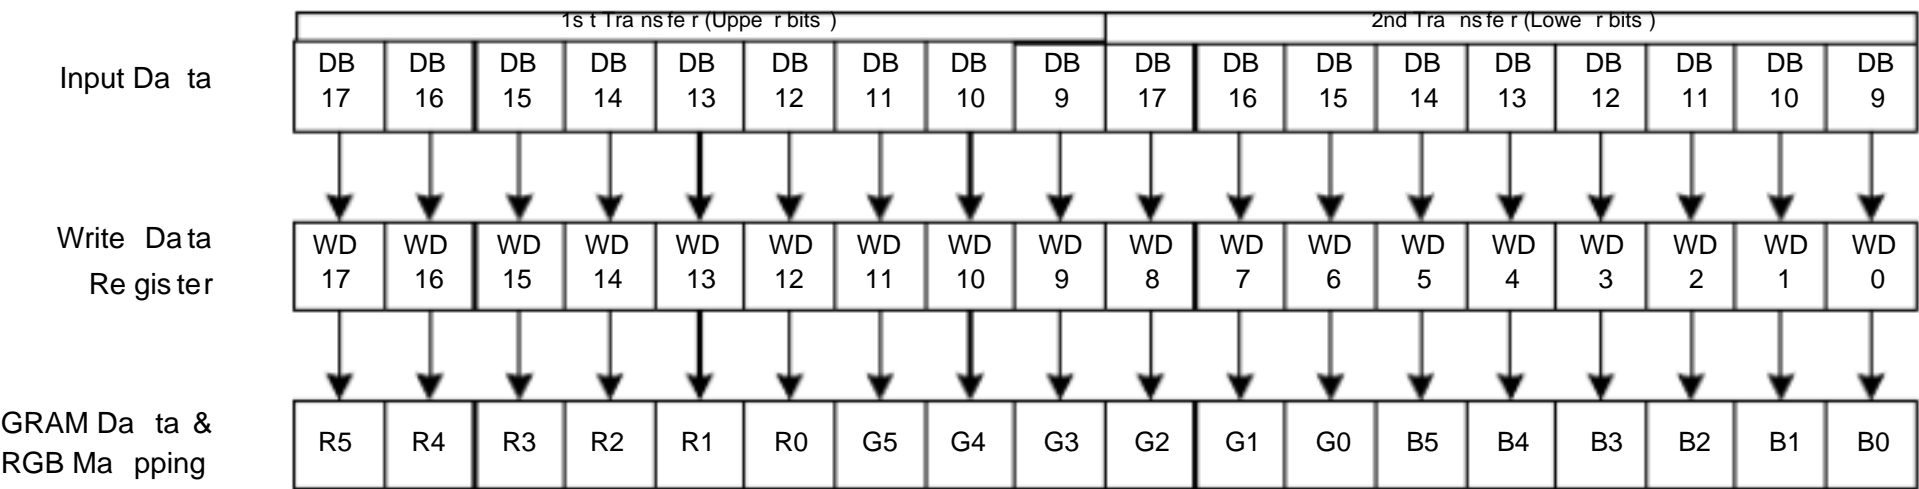 1st Transfer (Upper bits) 2nd Transfer (Lower bits)
Input Data
DB DB DB DB DB DB DB DB DB DB DB DB DB DB DB DB DB DB
17 16 15 14 13 12 11 10 9 17 16 15 14 13 12 11 10 9
Write Data
Register
WD WD WD WD WD WD WD WD WD WD WD WD WD WD WD WD WD WD
17 16 15 14 13 12 11 10 9 8 7 6 5 4 3 2 1 0
GRAM Data &
RGB Mapping
R5 R4 R3 R2 R1 R0 G5 G4 G3 G2 G1 G0 B5 B4 B3 B2 B1 B0